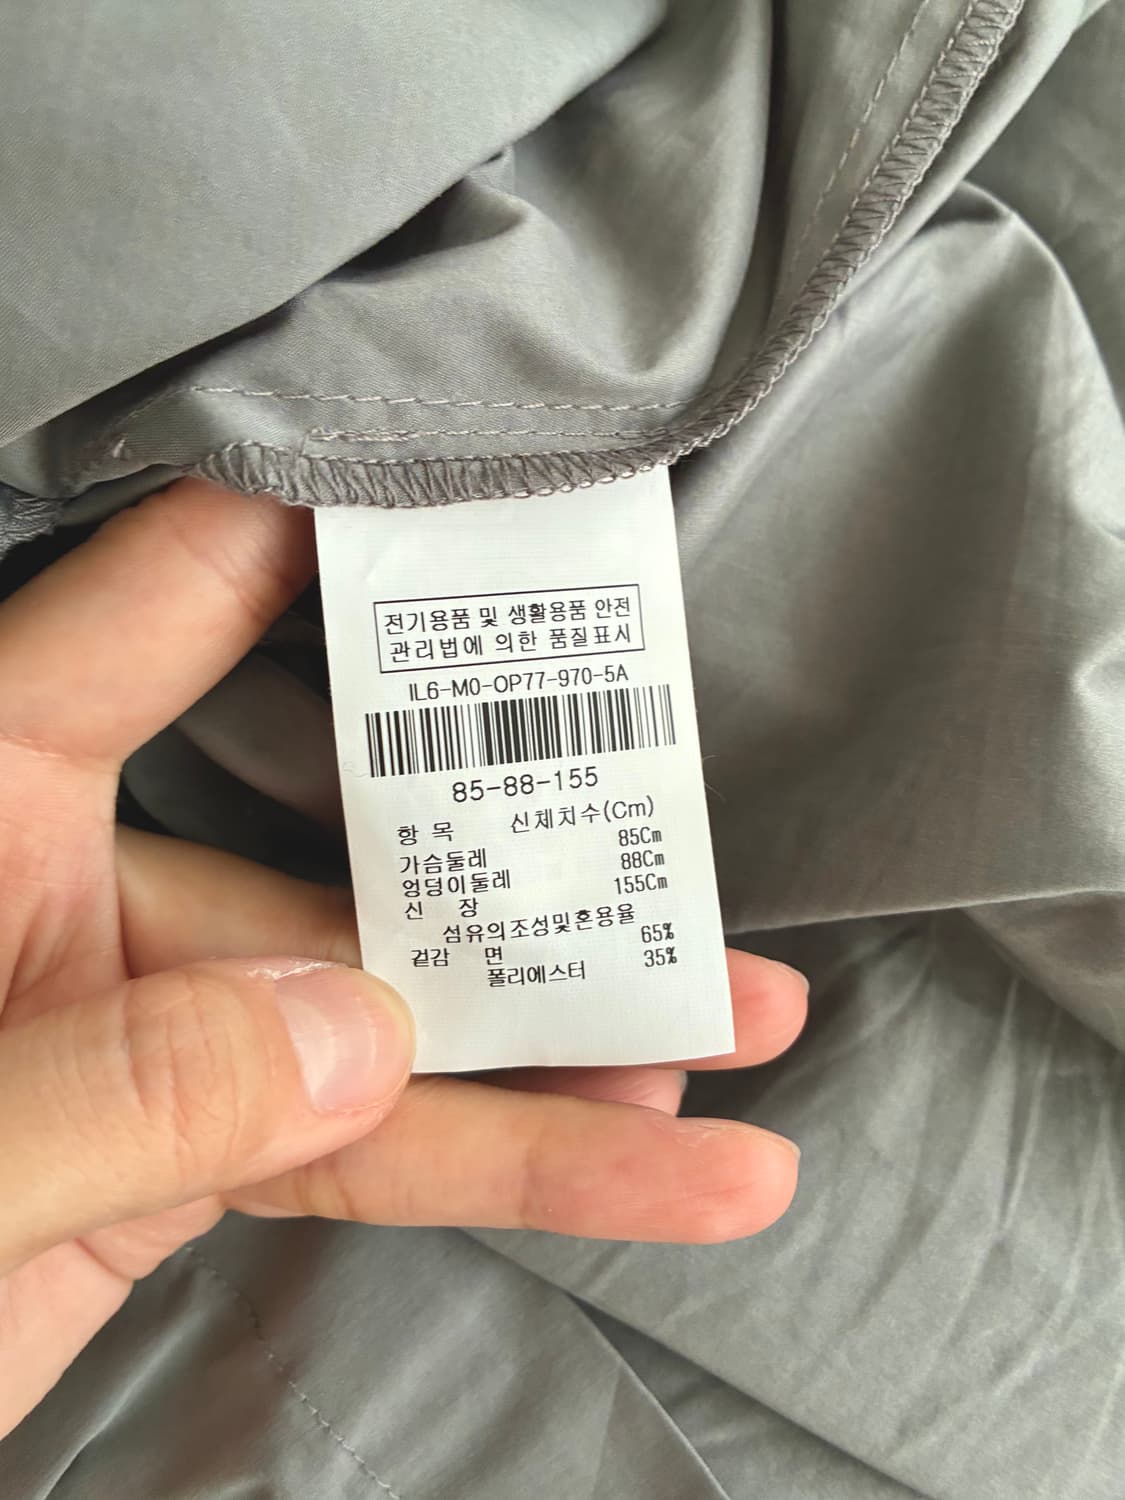 전기용품 및 생활용품 안전
관리법에 의한 품질표시
IL6-M0-OP77-970-5A
85-88-155
항 목 신체치수(Cm)
가슴둘레 85Cm
엉덩이둘레 88Cm
신 장 155Cm
섬유의조성및혼용율
겉감 면 65%
폴리에스터 35%